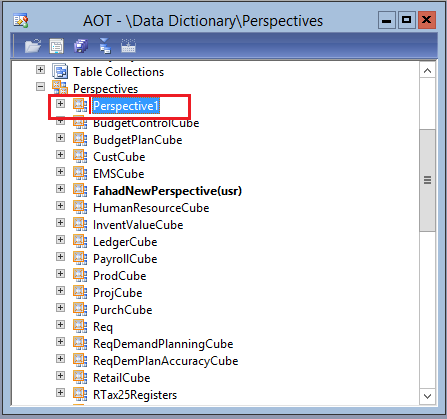 AOT - \Data Dictionary\Perspectives
Table Collections
Perspectives
Perspective1
BudgetControlCube
BudgetPlanCube
CustCube
EMSCube
FahadNewPerspective(usr)
HumanResourceCube
InventValueCube
LedgerCube
PayrollCube
ProdCube
ProjCube
PurchCube
Req
ReqDemandPlanningCube
ReqDemPlanAccuracyCube
RetailCube
RTax25Registers